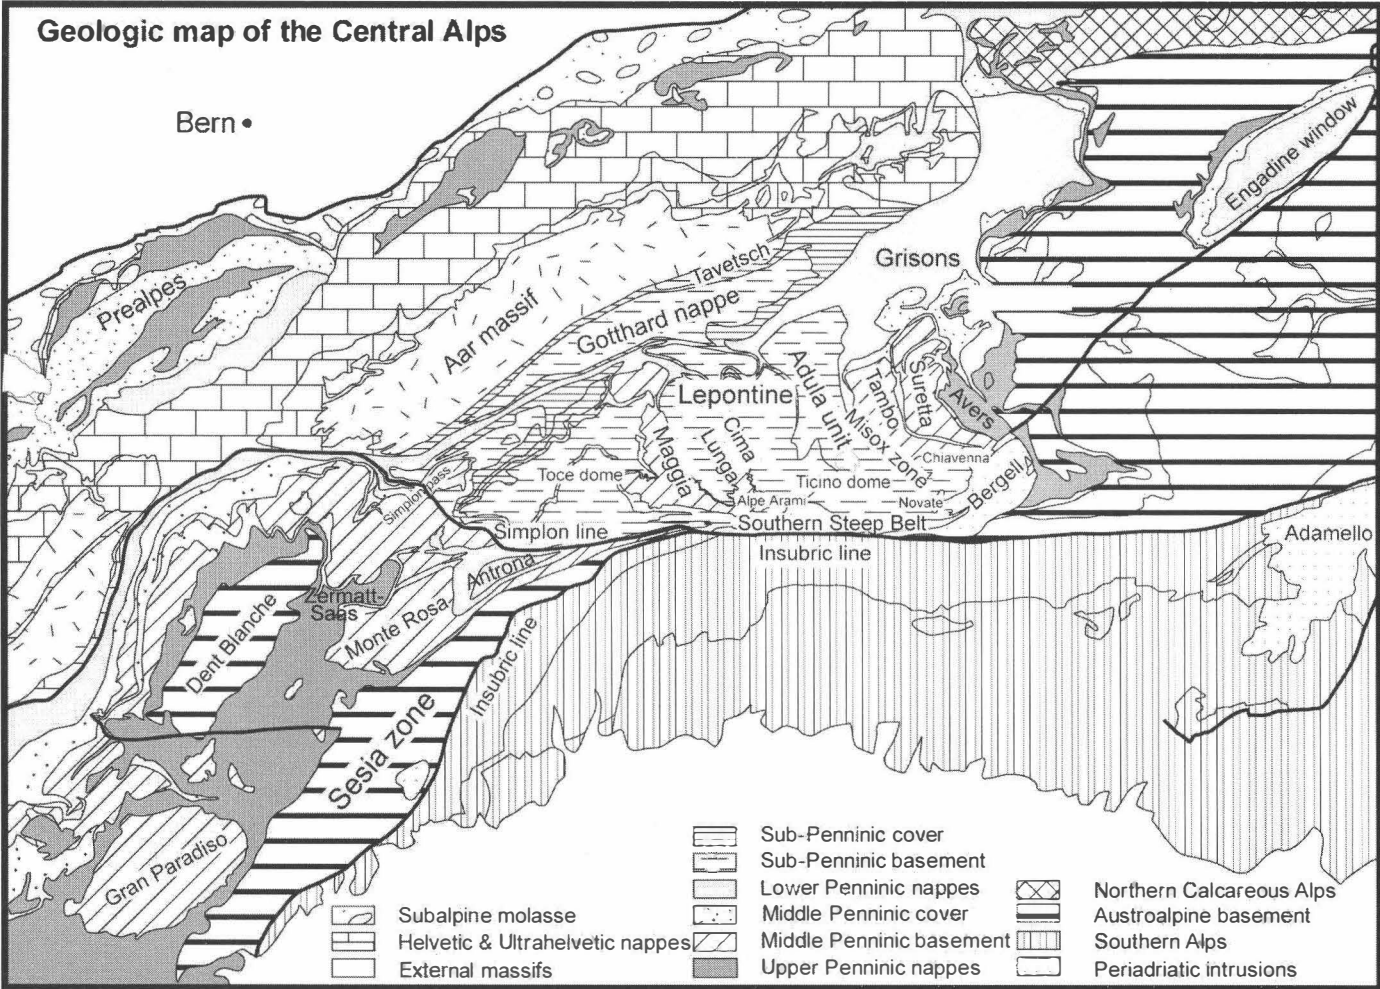 Geologic map of the Central Alps
Bern
Engadine window
Grisons
Prealpes
Tavetsch
Aar massif
Gotthard nappe
Lepontine
Adula unit
Suretta
Tambo
Avers
Misox zone
Cima
Lunga
Maggia
Chiavenna
Simplon pass
Toce dome
Ticino dome
Bergell
Alpe Arami
Novate
Simplon line
Southern Steep Belt
Insubric line
Adamello
Antrona
Zermatt-
Saas
Monte Rosa
Dent Blanche
Insubric line
Sesia zone
Gran Paradiso
Sub-Penninic cover
Sub-Penninic basement
Lower Penninic nappes
Middle Penninic cover
Middle Penninic basement
Upper Penninic nappes
Subalpine molasse
Helvetic & Ultrahelvetic nappes
External massifs
Northern Calcareous Alps
Austroalpine basement
Southern Alps
Periadriatic intrusions